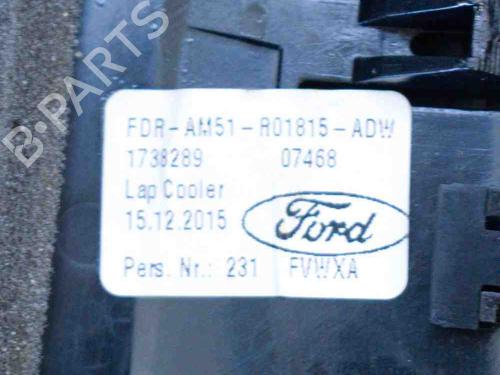 B-PARTS
FDR-AM51-R01815-ADW
1738289 07468
Lap Cooler
15.12.2015 Ford
Pers. Nr.: 231 FVWXA